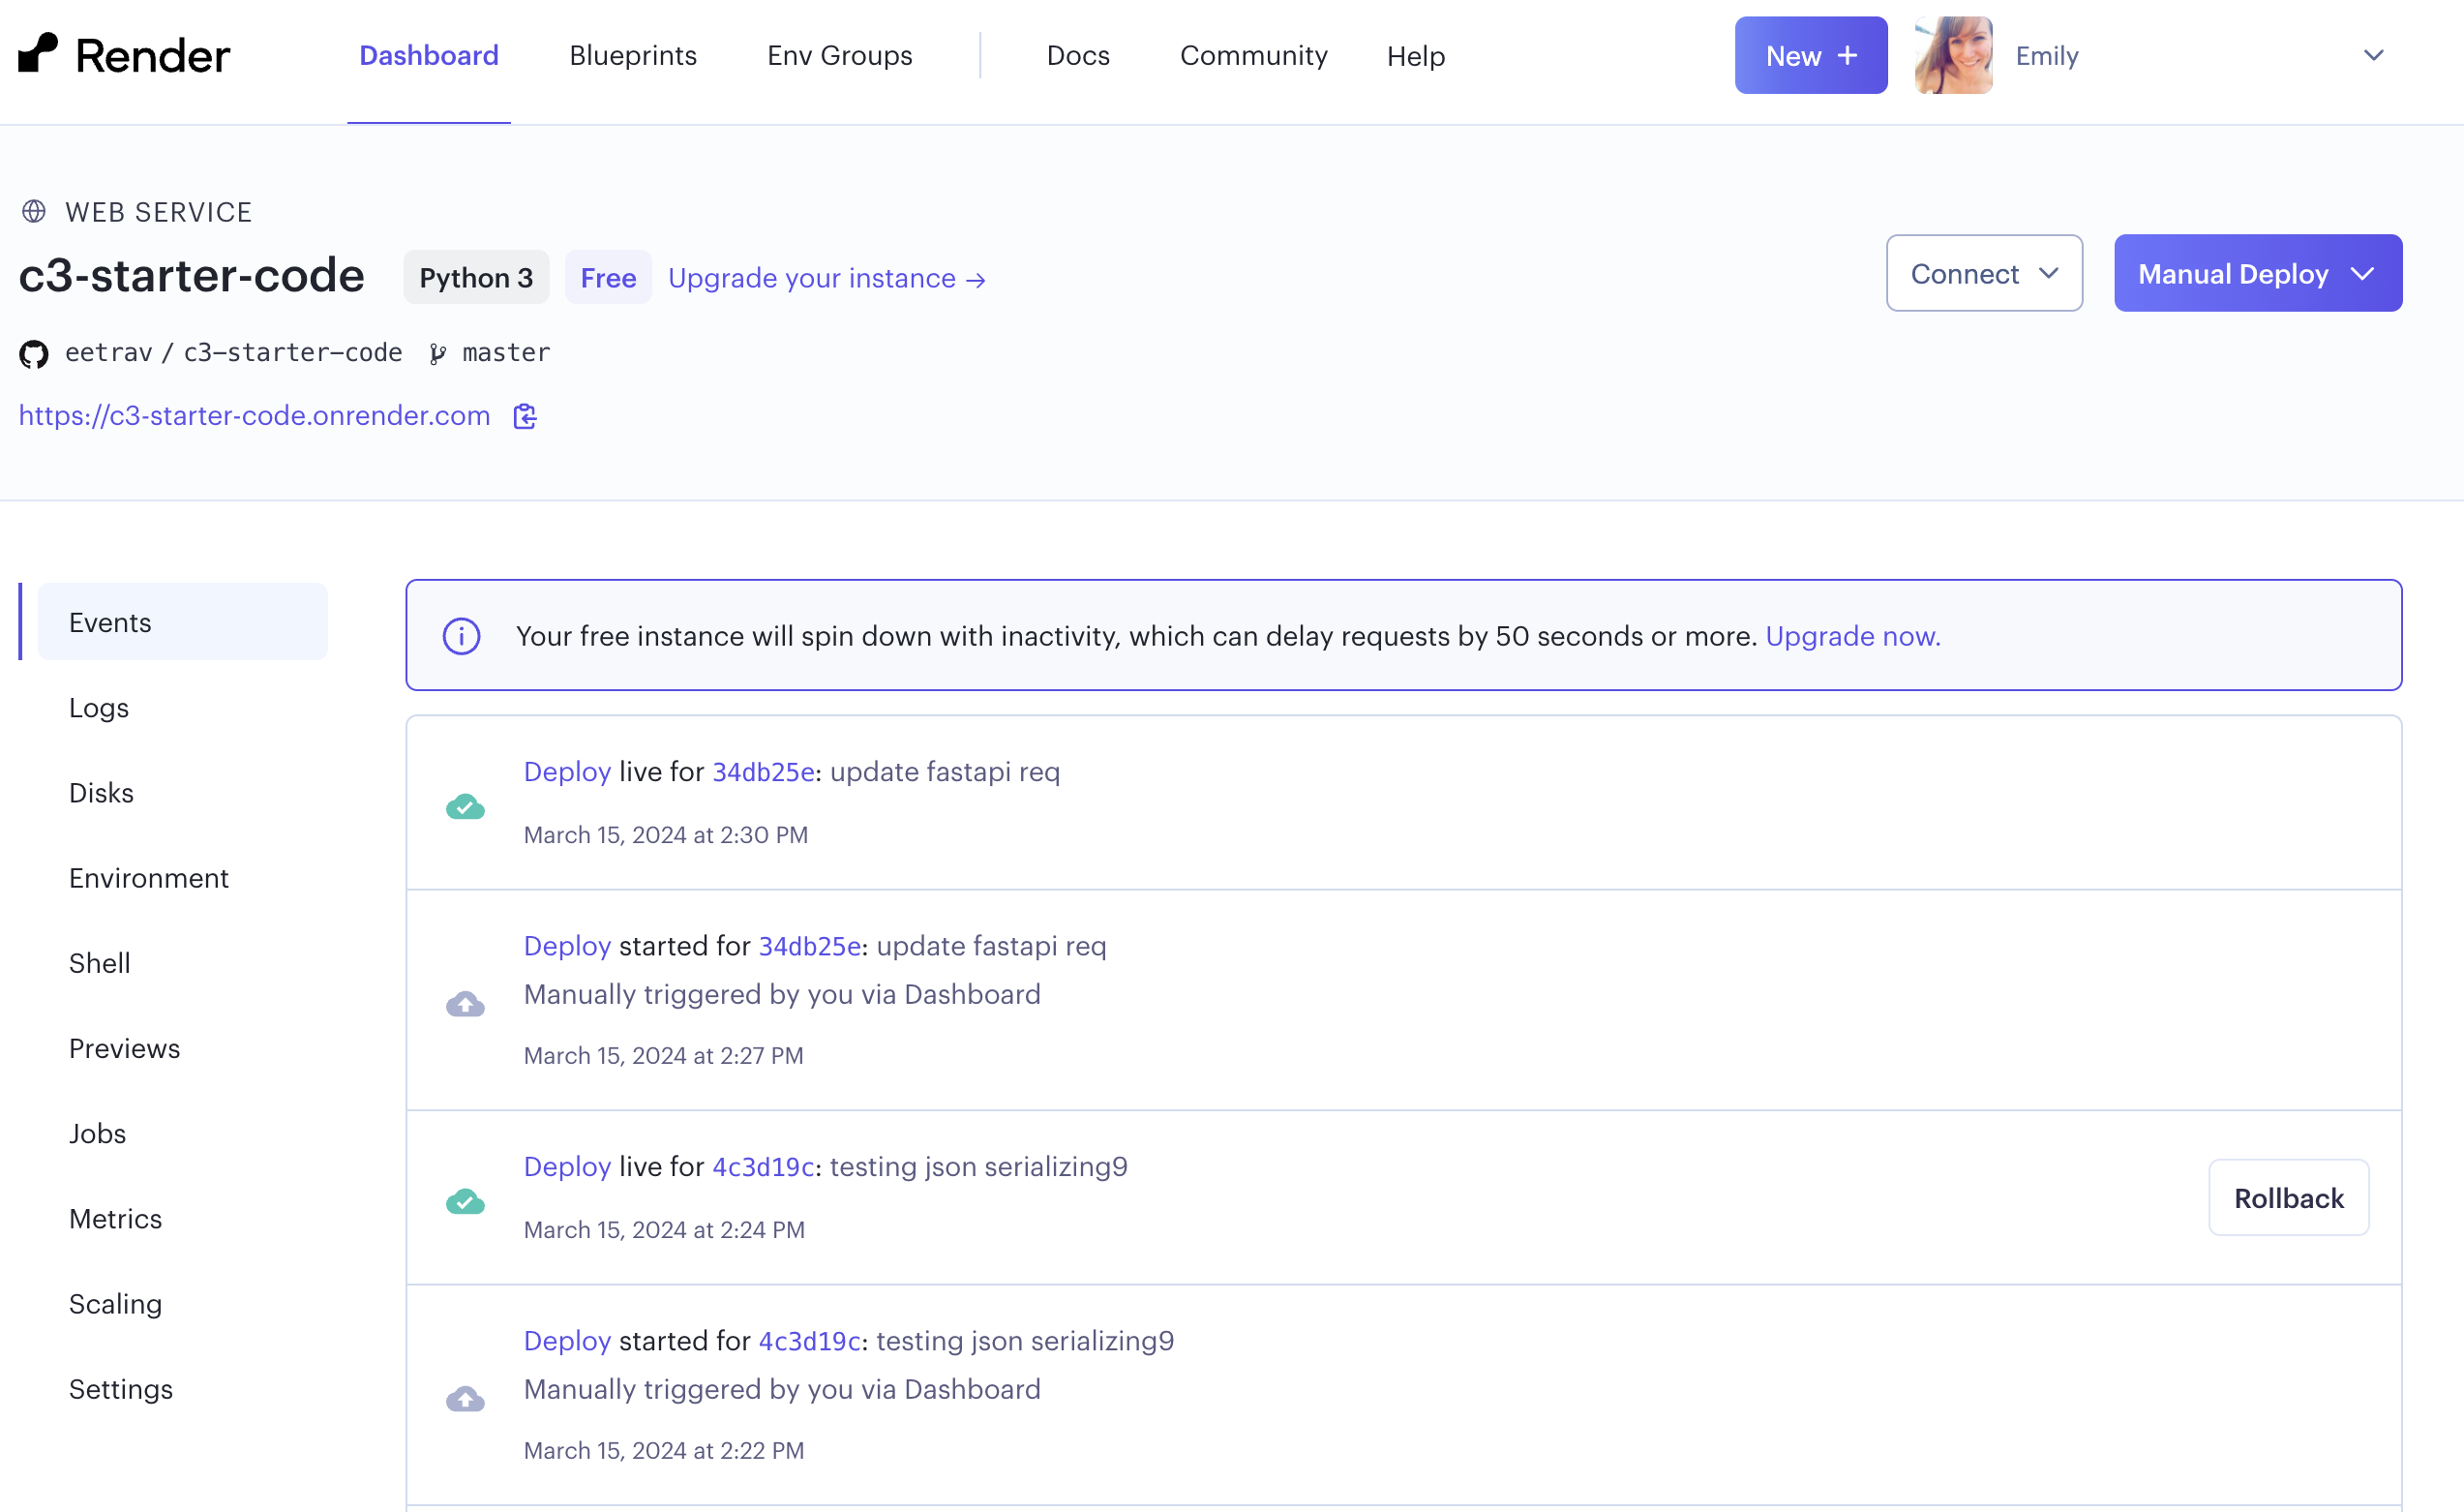 Render
Dashboard Blueprints Env Groups Docs Community Help New + Emily
WEB SERVICE
c3-starter-code Python 3 Free Upgrade your instance →
Connect Manual Deploy
eetrav / c3-starter-code master
https://c3-starter-code.onrender.com
Events
Logs
Disks
Environment
Shell
Previews
Jobs
Metrics
Scaling
Settings
Your free instance will spin down with inactivity, which can delay requests by 50 seconds or more. Upgrade now.
Deploy live for 34db25e: update fastapi req
March 15, 2024 at 2:30 PM
Deploy started for 34db25e: update fastapi req
Manually triggered by you via Dashboard
March 15, 2024 at 2:27 PM
Deploy live for 4c3d19c: testing json serializing9
March 15, 2024 at 2:24 PM
Rollback
Deploy started for 4c3d19c: testing json serializing9
Manually triggered by you via Dashboard
March 15, 2024 at 2:22 PM